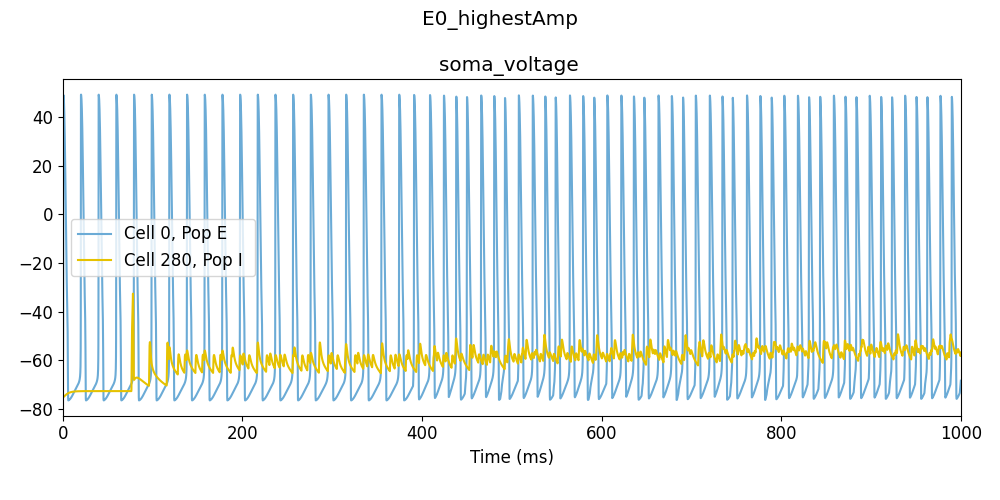 E0_highestAmp
soma_voltage
40
20
0
−20
−40
−60
−80
Cell 0, Pop E
Cell 280, Pop I
0 200 400 600 800 1000
Time (ms)